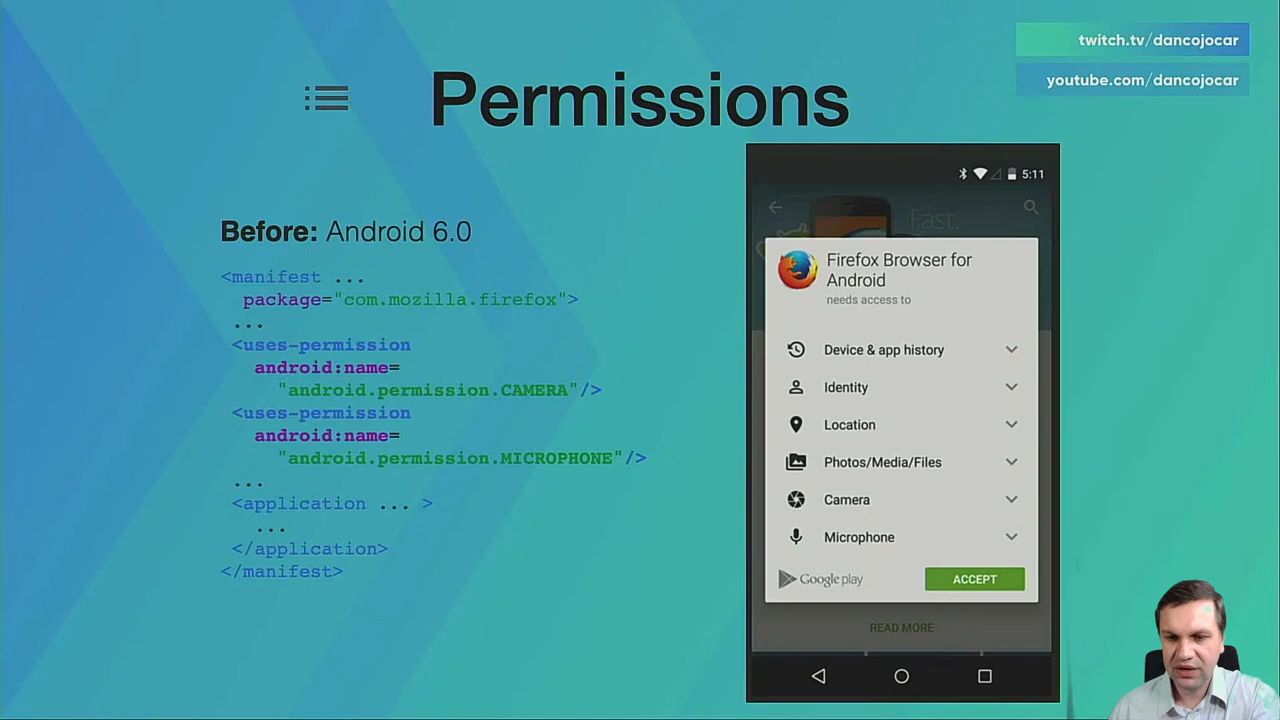 twitch.tv/dancojocar
youtube.com/dancojocar
Permissions
Before: Android 6.0
<manifest ...
package="com.mozilla.firefox">
...
<uses-permission
android:name=
"android.permission.CAMERA"/>
<uses-permission
android:name=
"android.permission.MICROPHONE"/>
...
<application ... >
...
</application>
</manifest>
5:11
Fast.
Firefox Browser for
Android
needs access to
Device & app history
Identity
Location
Photos/Media/Files
Camera
Microphone
Google play
ACCEPT
READ MORE